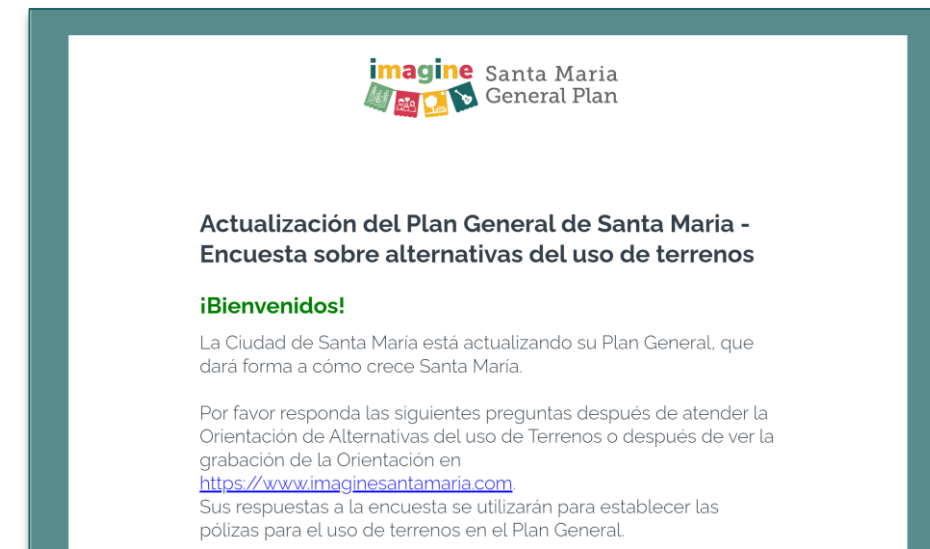 imagine
Santa Maria
General Plan
Actualización del Plan General de Santa Maria -
Encuesta sobre alternativas del uso de terrenos
¡Bienvenidos!
La Ciudad de Santa María está actualizando su Plan General, que
dará forma a cómo crece Santa María.
Por favor responda las siguientes preguntas después de atender la
Orientación de Alternativas del uso de Terrenos o después de ver la
grabación de la Orientación en
https://www.imaginesantamaria.com.
Sus respuestas a la encuesta se utilizarán para establecer las
pólizas para el uso de terrenos en el Plan General.